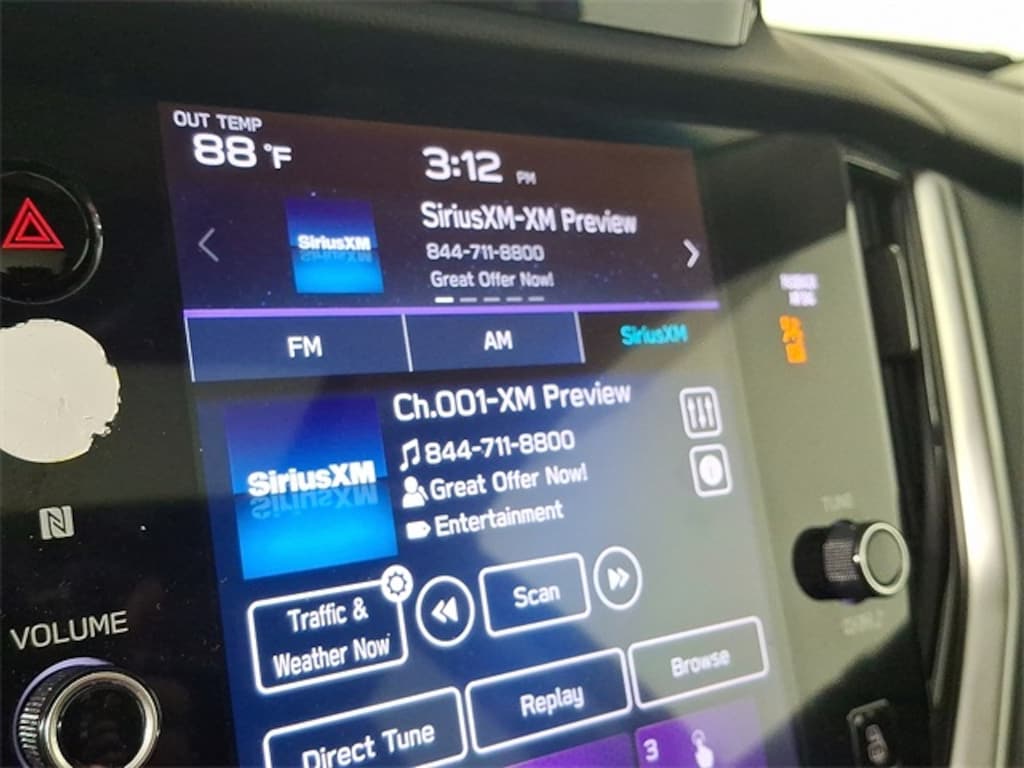 OUT TEMP
88 °F
3:12 PM
SiriusXM
SiriusXM-XM Preview
844-711-8800
Great Offer Now!
FM
AM
SiriusXM
Ch.001-XM Preview
844-711-8800
Great Offer Now!
Entertainment
SiriusXM
Traffic &
Weather Now
Scan
Direct Tune
Replay
Browse
3
VOLUME
TUNE